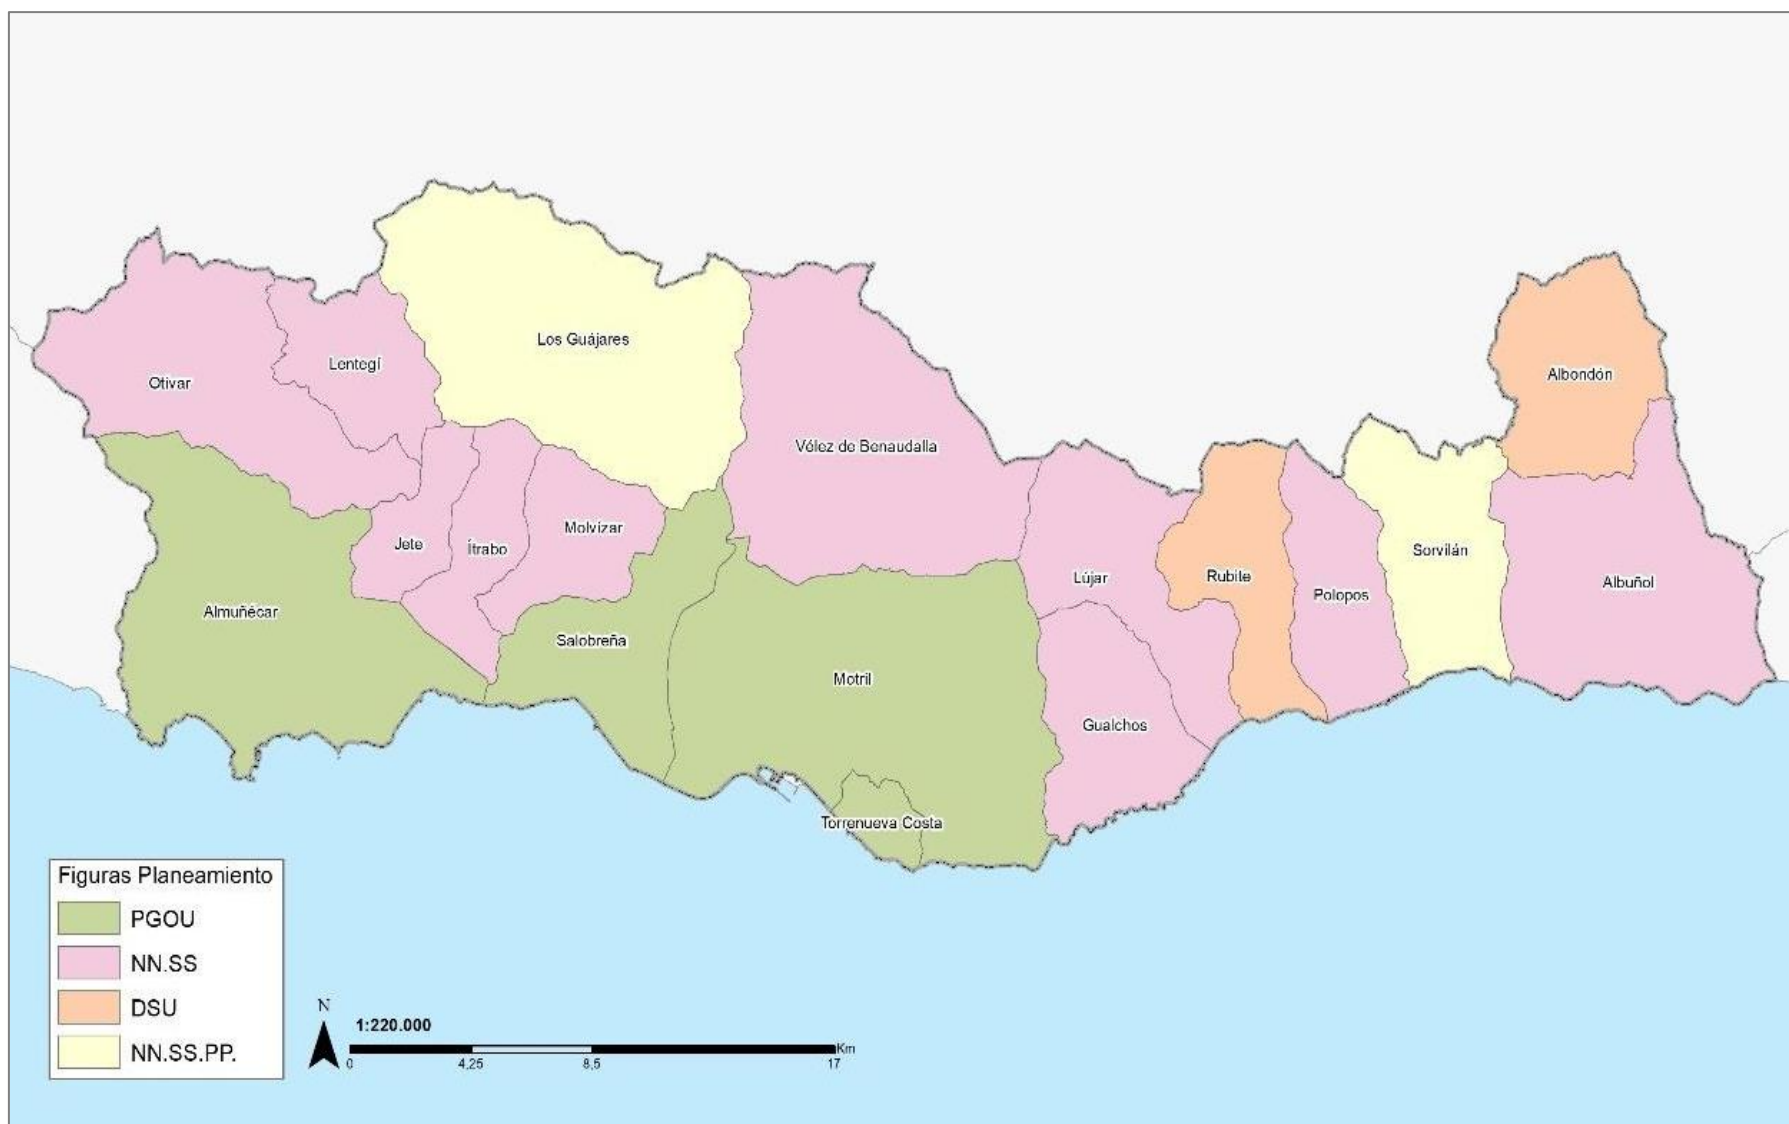 Los Guájares
Lentegí
Otivar
Albondón
Vélez de Benaudalla
Molvízar
Jete
Ítrabo
Sorvilán
Lújar
Rubite
Albuñol
Polopos
Almuñécar
Salobreña
Motril
Gualchos
Torrenueva Costa
Figuras Planeamiento
PGOU
NN.SS
DSU
NN.SS.PP.
N
1:220.000
Km
0 4,25 8,5 17